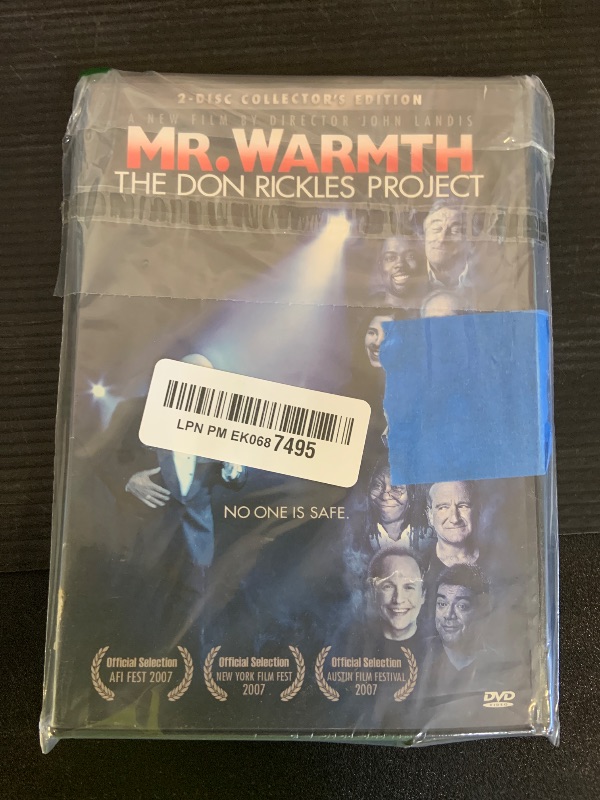 2-DISC COLLECTOR'S EDITION
A NEW FILM BY DIRECTOR JOHN LANDIS
MR. WARMTH
THE DON RICKLES PROJECT
LPN PM EK068 7495
NO ONE IS SAFE.
Official Selection
AFI FEST 2007
Official Selection
NEW YORK FILM FEST
2007
Official Selection
AUSTIN FILM FESTIVAL
2007
DVD
VIDEO